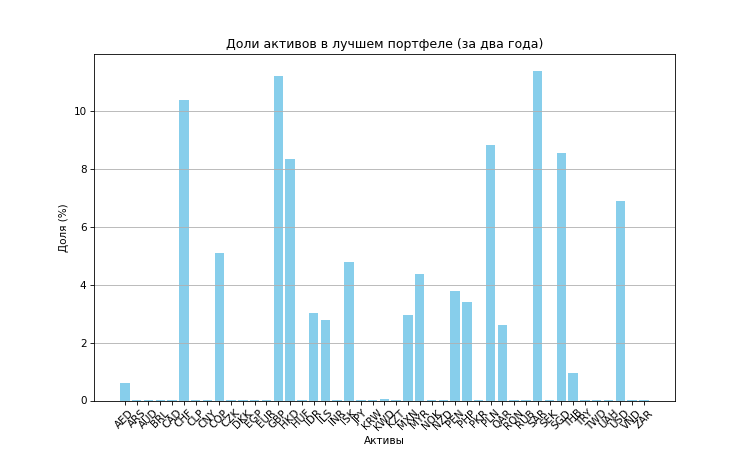 Доли активов в лучшем портфеле (за два года)
Доля (%)
10
8
6
4
2
0
AED ARS AUD BRL CAD CHF CLP CNY COP CZK DKK EGP EUR GBP HKD HUF IDR ILS INR ISK JPY KRW KWD KZT MXN MYR NOK NZD PEN PHP PKR PLN QAR RON RUB SAR SEK SGD THB TRY TWD UAH USD VND ZAR
Активы